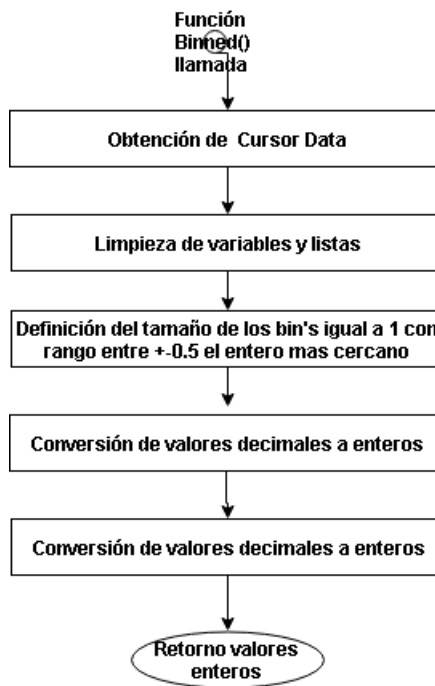 Función
Binned()
llamada
Obtención de Cursor Data
Limpieza de variables y listas
Definición del tamaño de los bin's igual a 1 con
rango entre +-0.5 el entero mas cercano
Conversión de valores decimales a enteros
Conversión de valores decimales a enteros
Retorno valores
enteros